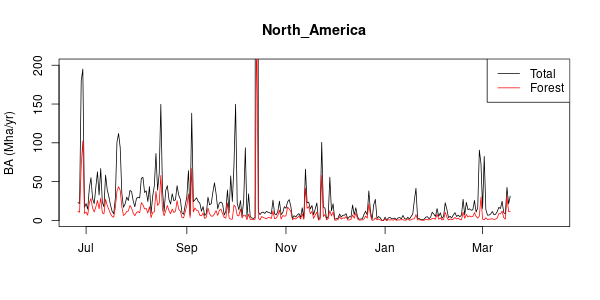 North_America
BA (Mha/yr)
200
150
100
50
0
Total
Forest
Jul Sep Nov Jan Mar